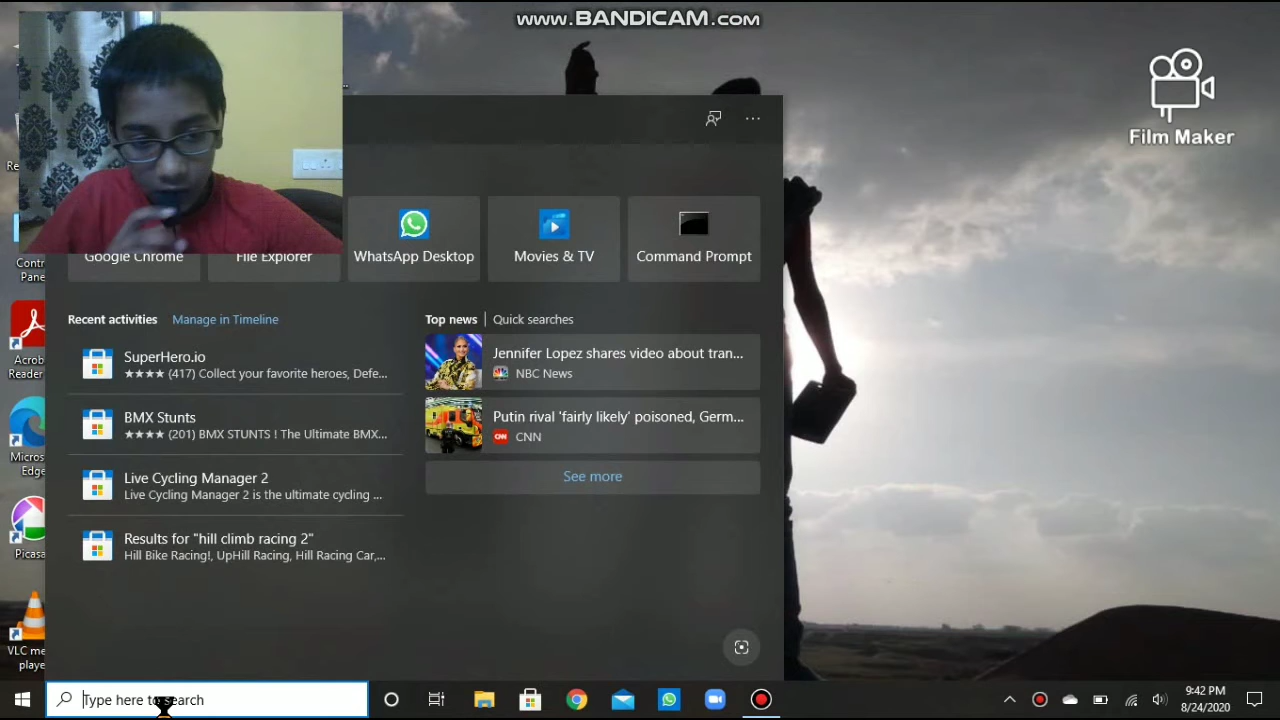 www.BANDICAM.com
Film Maker
Re
Contr
Pane
Acrob
Reader
Micros
Edge
Picasa
VLC me
playe
Google Chrome
File Explorer
WhatsApp Desktop
Movies & TV
Command Prompt
Recent activities
Manage in Timeline
SuperHero.io
★★★★ (417) Collect your favorite heroes, Defe...
BMX Stunts
★★★★ (201) BMX STUNTS ! The Ultimate BMX...
Live Cycling Manager 2
Live Cycling Manager 2 is the ultimate cycling ...
Results for "hill climb racing 2"
Hill Bike Racing!, UpHill Racing, Hill Racing Car,...
Top news | Quick searches
Jennifer Lopez shares video about tran...
NBC News
Putin rival 'fairly likely' poisoned, Germ...
CNN
See more
Type here to search
9:42 PM
8/24/2020